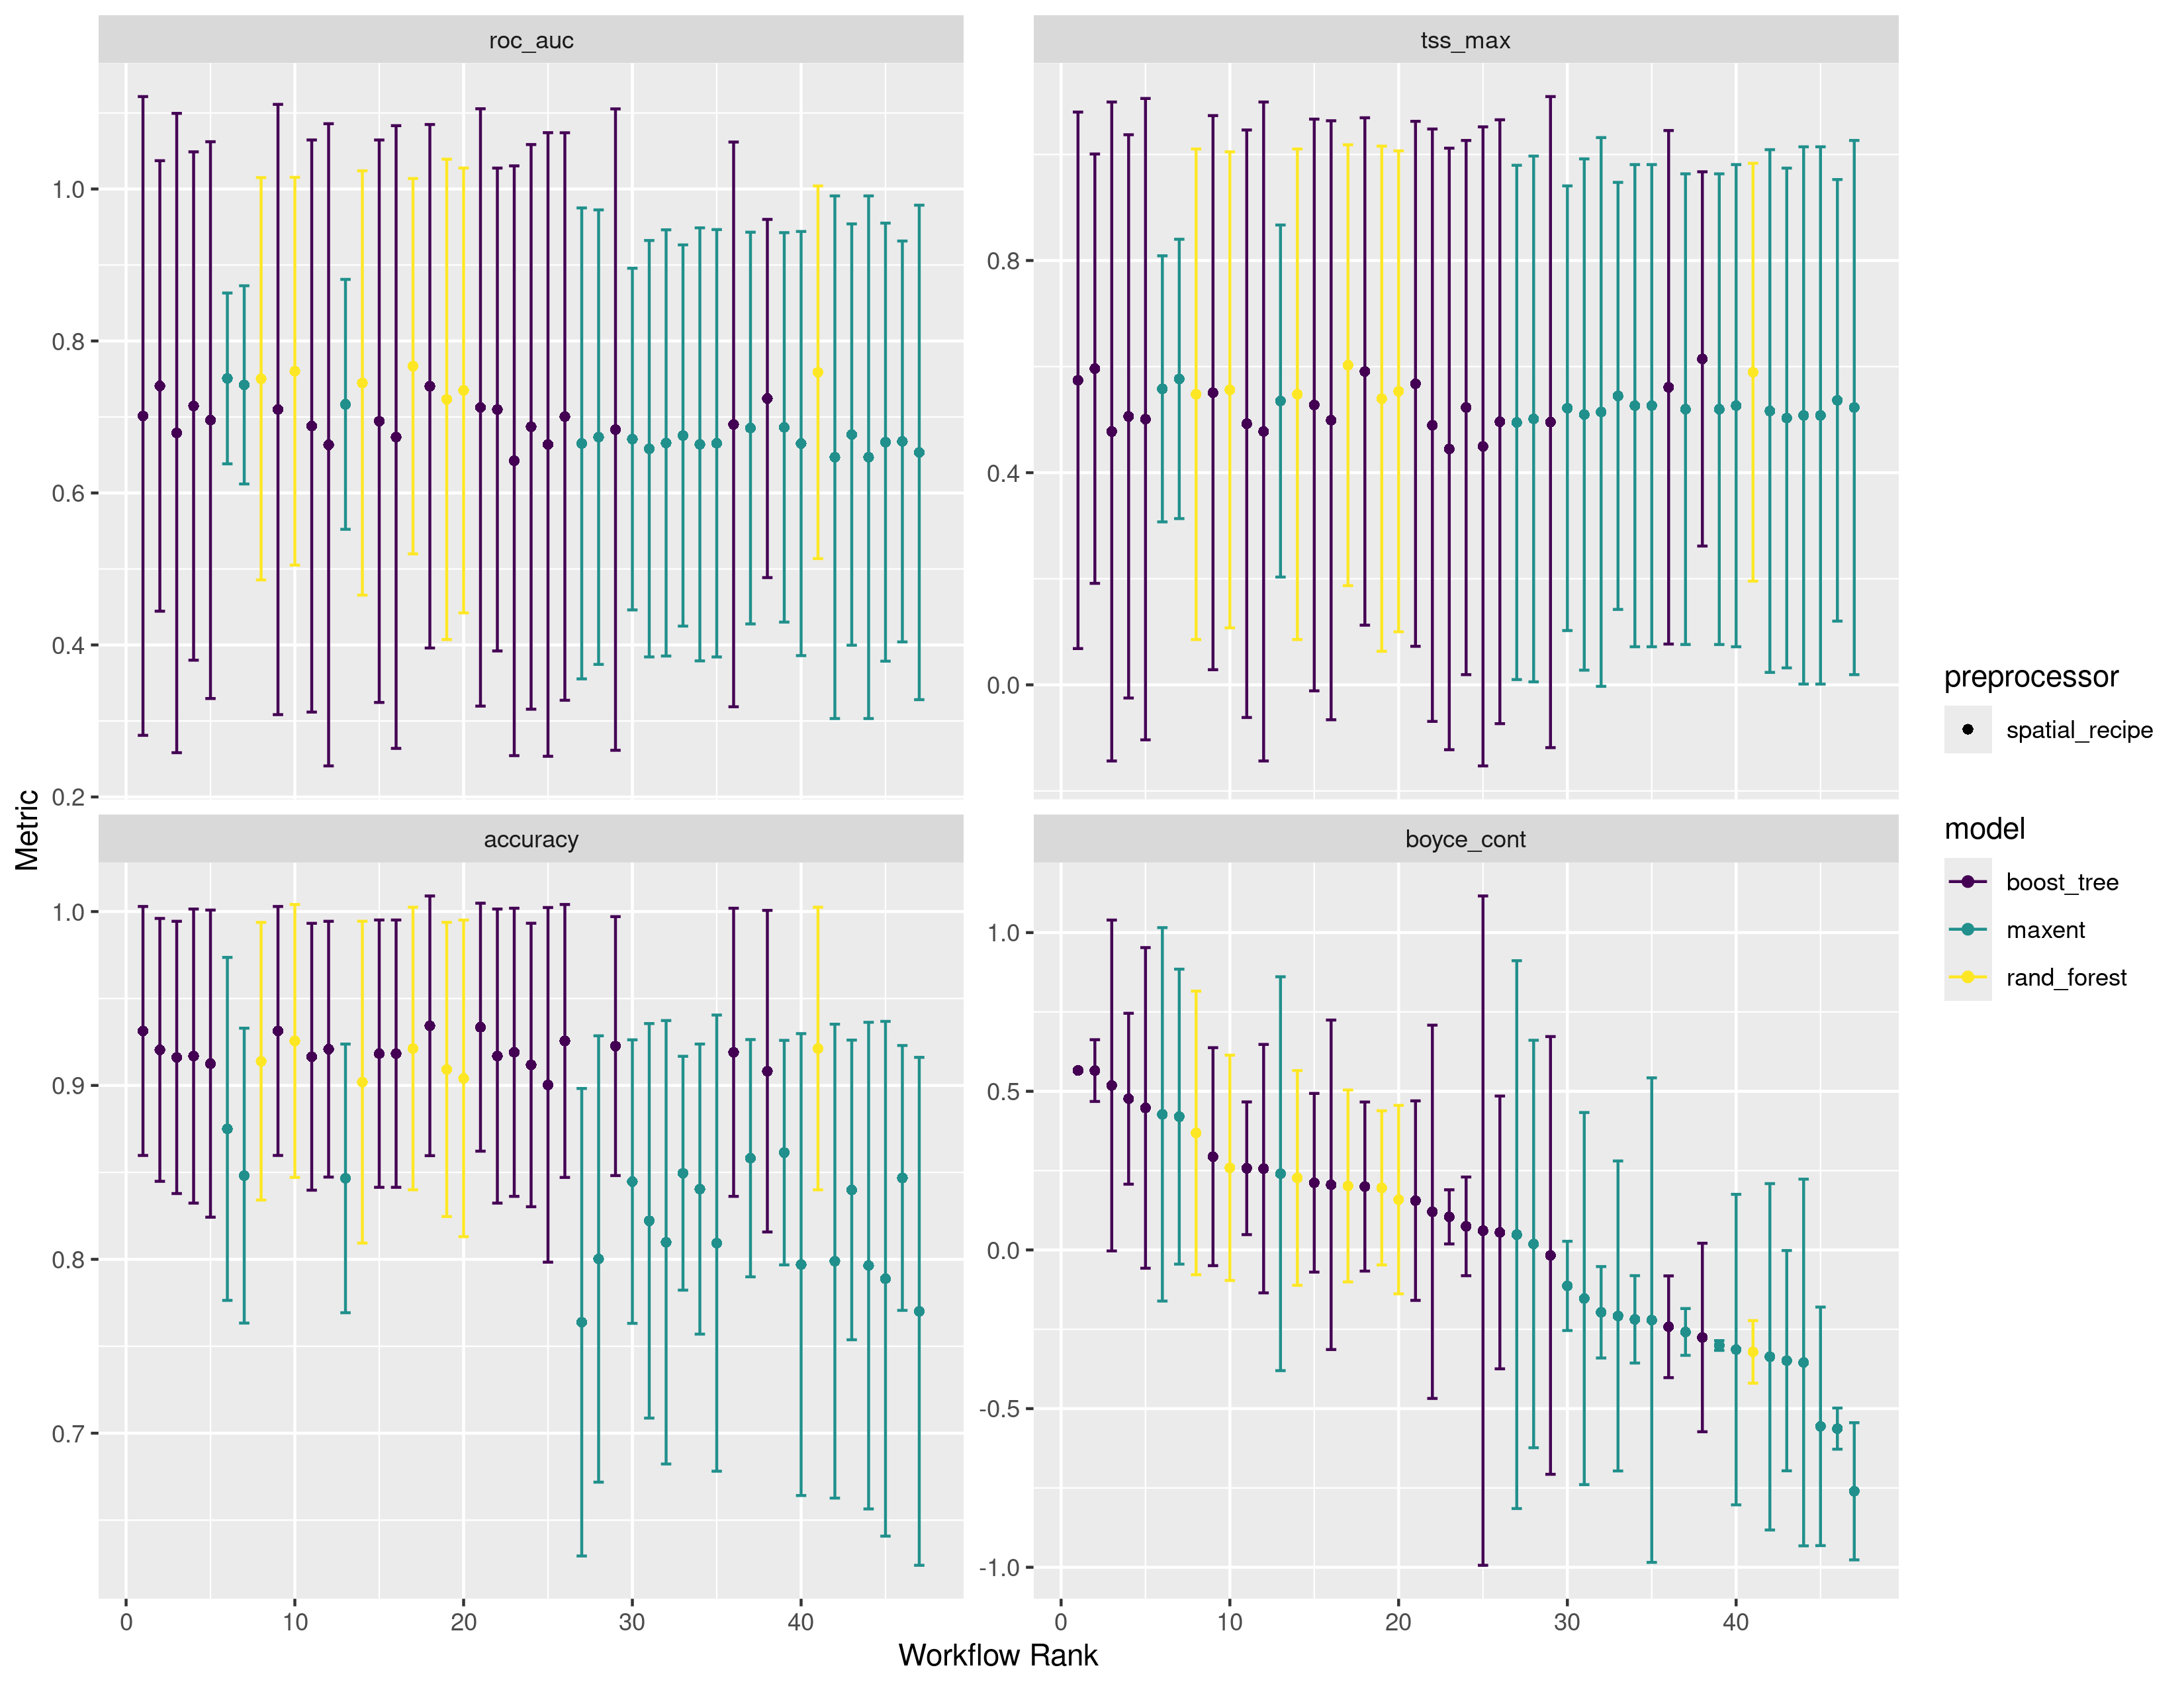 roc_auc
tss_max
1.0
0.8
0.6
0.4
0.2
0.8
0.4
0.0
accuracy
boyce_cont
1.0
0.9
0.8
0.7
1.0
0.5
0.0
-0.5
-1.0
0 10 20 30 40
0 10 20 30 40
Workflow Rank
Metric
preprocessor
spatial_recipe
model
boost_tree
maxent
rand_forest